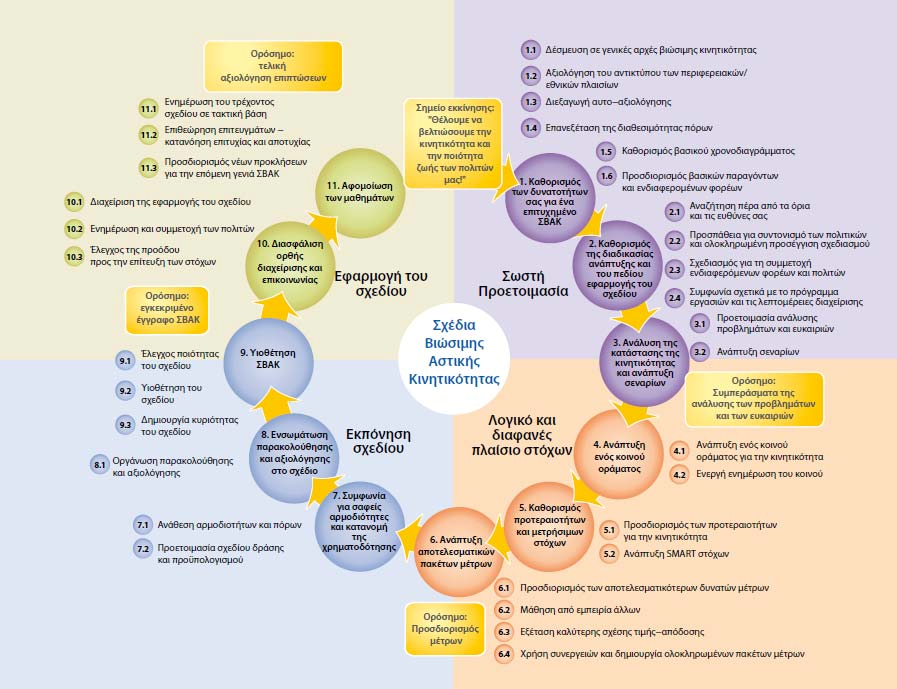 Σημείο εκκίνησης:
"Θέλουμε να
βελτιώσουμε την
κινητικότητα και
την ποιότητα
ζωής των πολιτών
μας!"
1. Καθορισμός
των δυνατοτήτων
σας για ένα
επιτυχημένο
ΣΒΑΚ
1.1 Δέσμευση σε γενικές αρχές βιώσιμης κινητικότητας
1.2 Αξιολόγηση του αντικτύπου των περιφερειακών/
εθνικών πλαισίων
1.3 Διεξαγωγή αυτο–αξιολόγησης
1.4 Επανεξέταση της διαθεσιμότητας πόρων
1.5 Καθορισμός βασικού χρονοδιαγράμματος
1.6 Προσδιορισμός βασικών παραγόντων
και ενδιαφερομένων φορέων
2. Καθορισμός
της διαδικασίας
ανάπτυξης και
του πεδίου
εφαρμογής του
σχεδίου
2.1 Αναζήτηση πέρα από τα όρια
και τις ευθύνες σας
2.2 Προσπάθεια για συντονισμό των πολιτικών
και ολοκληρωμένη προσέγγιση σχεδιασμού
2.3 Σχεδιασμός για τη συμμετοχή
ενδιαφερόμενων φορέων και πολιτών
2.4 Συμφωνία σχετικά με το πρόγραμμα
εργασιών και τις λεπτομέρειες διαχείρισης
Σωστή
Προετοιμασία
3. Ανάλυση της
κατάστασης της
κινητικότητας
και ανάπτυξη
σεναρίων
3.1 Προετοιμασία ανάλυσης
προβλημάτων και ευκαιριών
3.2 Ανάπτυξη σεναρίων
Ορόσημο:
Συμπεράσματα της
ανάλυσης των προβλημάτων
και των ευκαιριών
Λογικό και
διαφανές
πλαίσιο στόχων
4. Ανάπτυξη
ενός κοινού
οράματος
4.1 Ανάπτυξη ενός κοινού
οράματος για την κινητικότητα
4.2 Ενεργή ενημέρωση του κοινού
5. Καθορισμός
προτεραιοτήτων
και μετρήσιμων
στόχων
5.1 Προσδιορισμός των προτεραιοτήτων
για την κινητικότητα
5.2 Ανάπτυξη SMART στόχων
6. Ανάπτυξη
αποτελεσματικών
πακέτων μέτρων
6.1 Προσδιορισμός των αποτελεσματικότερων δυνατών μέτρων
6.2 Μάθηση από εμπειρία άλλων
6.3 Εξέταση καλύτερης σχέσης τιμής–απόδοσης
6.4 Χρήση συνεργειών και δημιουργία ολοκληρωμένων πακέτων μέτρων
Ορόσημο:
Προσδιορισμός
μέτρων
Εκπόνηση
σχεδίου
7. Συμφωνία
για σαφείς
αρμοδιότητες
και κατανομή
της
χρηματοδότησης
7.1 Ανάθεση αρμοδιοτήτων και πόρων
7.2 Προετοιμασία σχεδίου δράσης
και προϋπολογισμού
8. Ενσωμάτωση
παρακολούθησης
και αξιολόγησης
στο σχέδιο
8.1 Οργάνωση παρακολούθησης
και αξιολόγησης
9. Υιοθέτηση
ΣΒΑΚ
9.1 Έλεγχος ποιότητας
του σχεδίου
9.2 Υιοθέτηση του
σχεδίου
9.3 Δημιουργία κυριότητας
του σχεδίου
Ορόσημο:
εγκεκριμένο
έγγραφο ΣΒΑΚ
Εφαρμογή του
σχεδίου
10. Διασφάλιση
ορθής
διαχείρισης και
επικοινωνίας
10.1 Διαχείριση της εφαρμογής του σχεδίου
10.2 Ενημέρωση και συμμετοχή των πολιτών
10.3 Έλεγχος της προόδου
προς την επίτευξη των στόχων
11. Αφομοίωση
των μαθημάτων
11.1 Ενημέρωση του τρέχοντος
σχεδίου σε τακτική βάση
11.2 Επιθεώρηση επιτευγμάτων –
κατανόηση επιτυχίας και αποτυχίας
11.3 Προσδιορισμός νέων προκλήσεων
για την επόμενη γενιά ΣΒΑΚ
Ορόσημο:
τελική
αξιολόγηση επιπτώσεων
Σχέδια
Βιώσιμης
Αστικής
Κινητικότητας